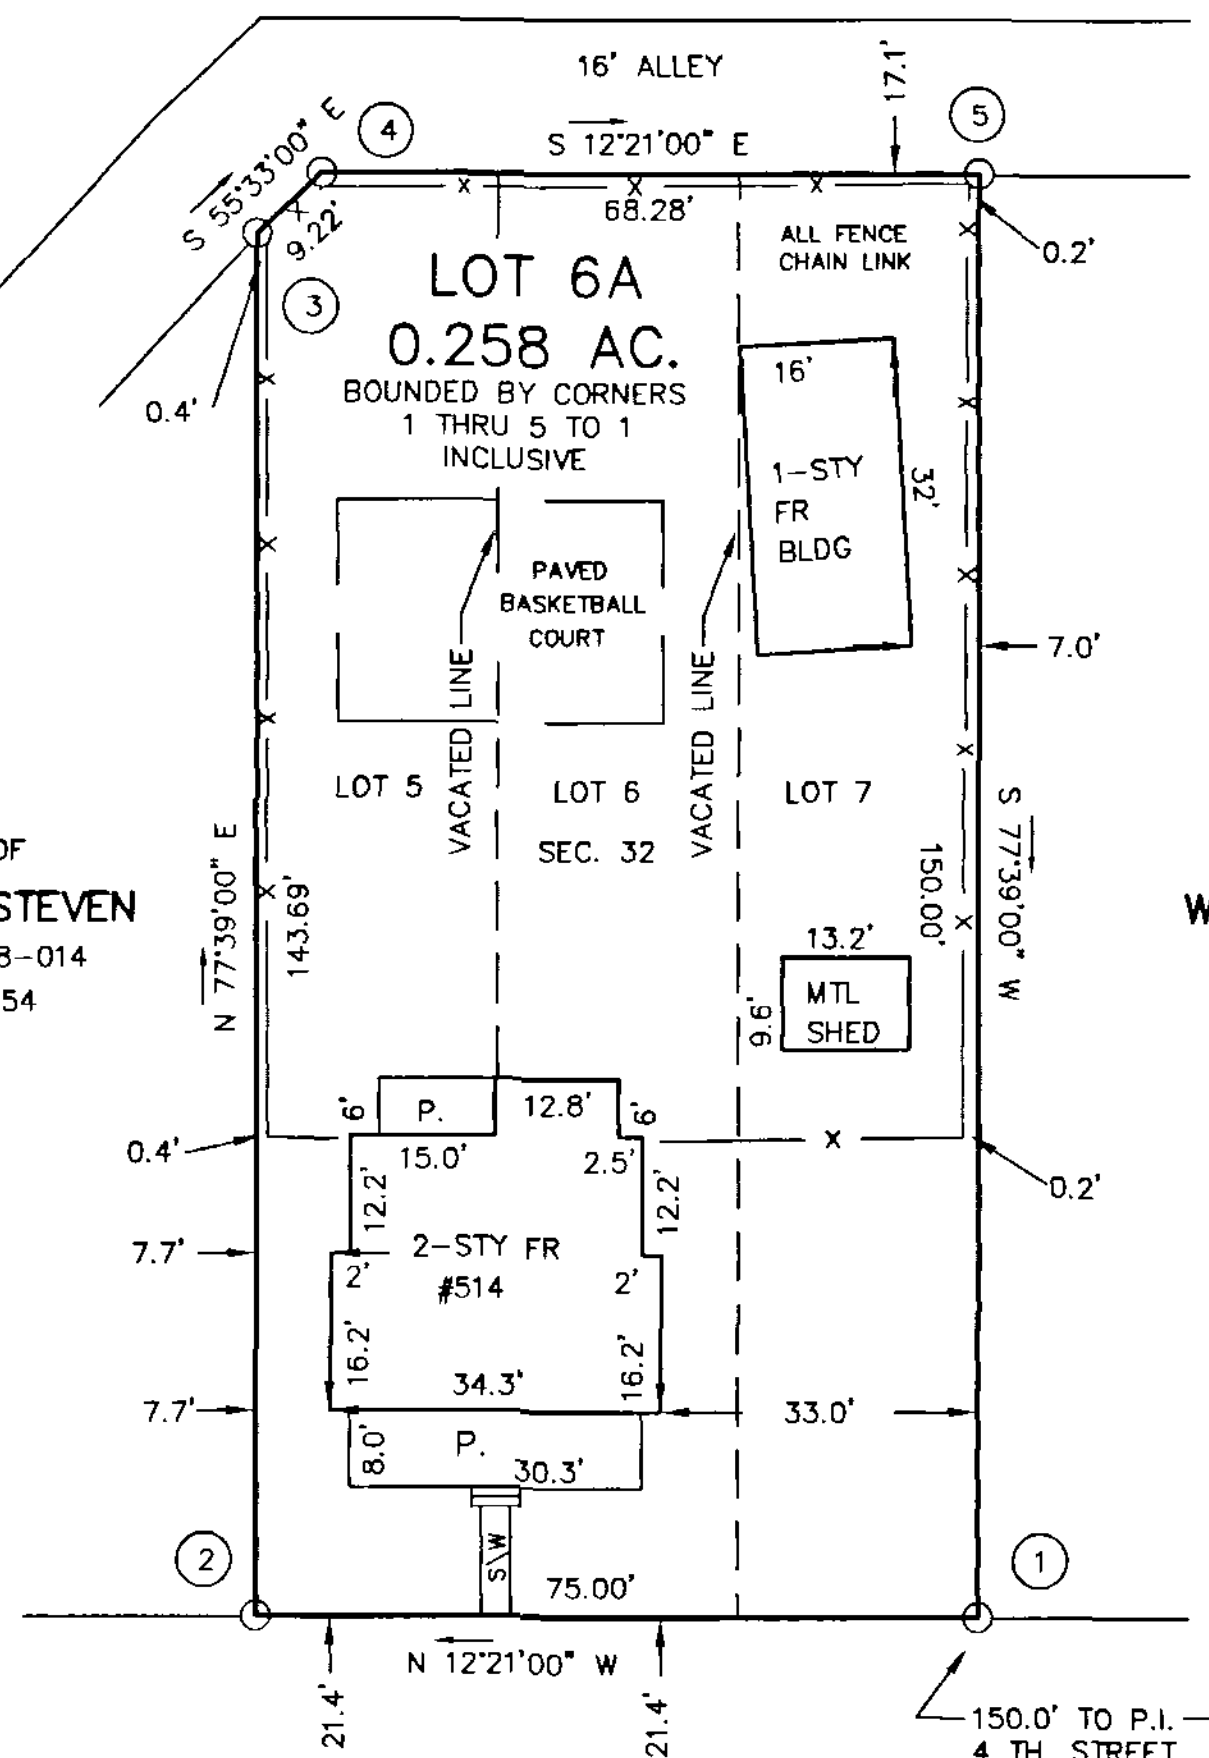 16' ALLEY
17.1'
S 12°21'00" E
S 55°33'00" E
4
5
68.28'
9.22'
3
ALL FENCE
CHAIN LINK
0.2'
LOT 6A
0.258 AC.
BOUNDED BY CORNERS
1 THRU 5 TO 1
INCLUSIVE
0.4'
16'
32'
1-STY
FR
BLDG
PAVED
BASKETBALL
COURT
VACATED LINE
VACATED LINE
7.0'
LOT 5
LOT 6
LOT 7
SEC. 32
OF
STEVEN
8-014
54
N 77°39'00" E
143.69'
150.00'
S 77°39'00" W
W
13.2'
9.6'
MTL
SHED
6'
P.
12.8'
6'
0.4'
15.0'
2.5'
0.2'
12.2'
12.2'
7.7'
2-STY FR
#514
2'
2'
16.2'
16.2'
34.3'
7.7'
33.0'
8.0'
P.
30.3'
S\W
2
1
75.00'
N 12°21'00" W
21.4'
21.4'
150.0' TO P.I.
4 TH STREET